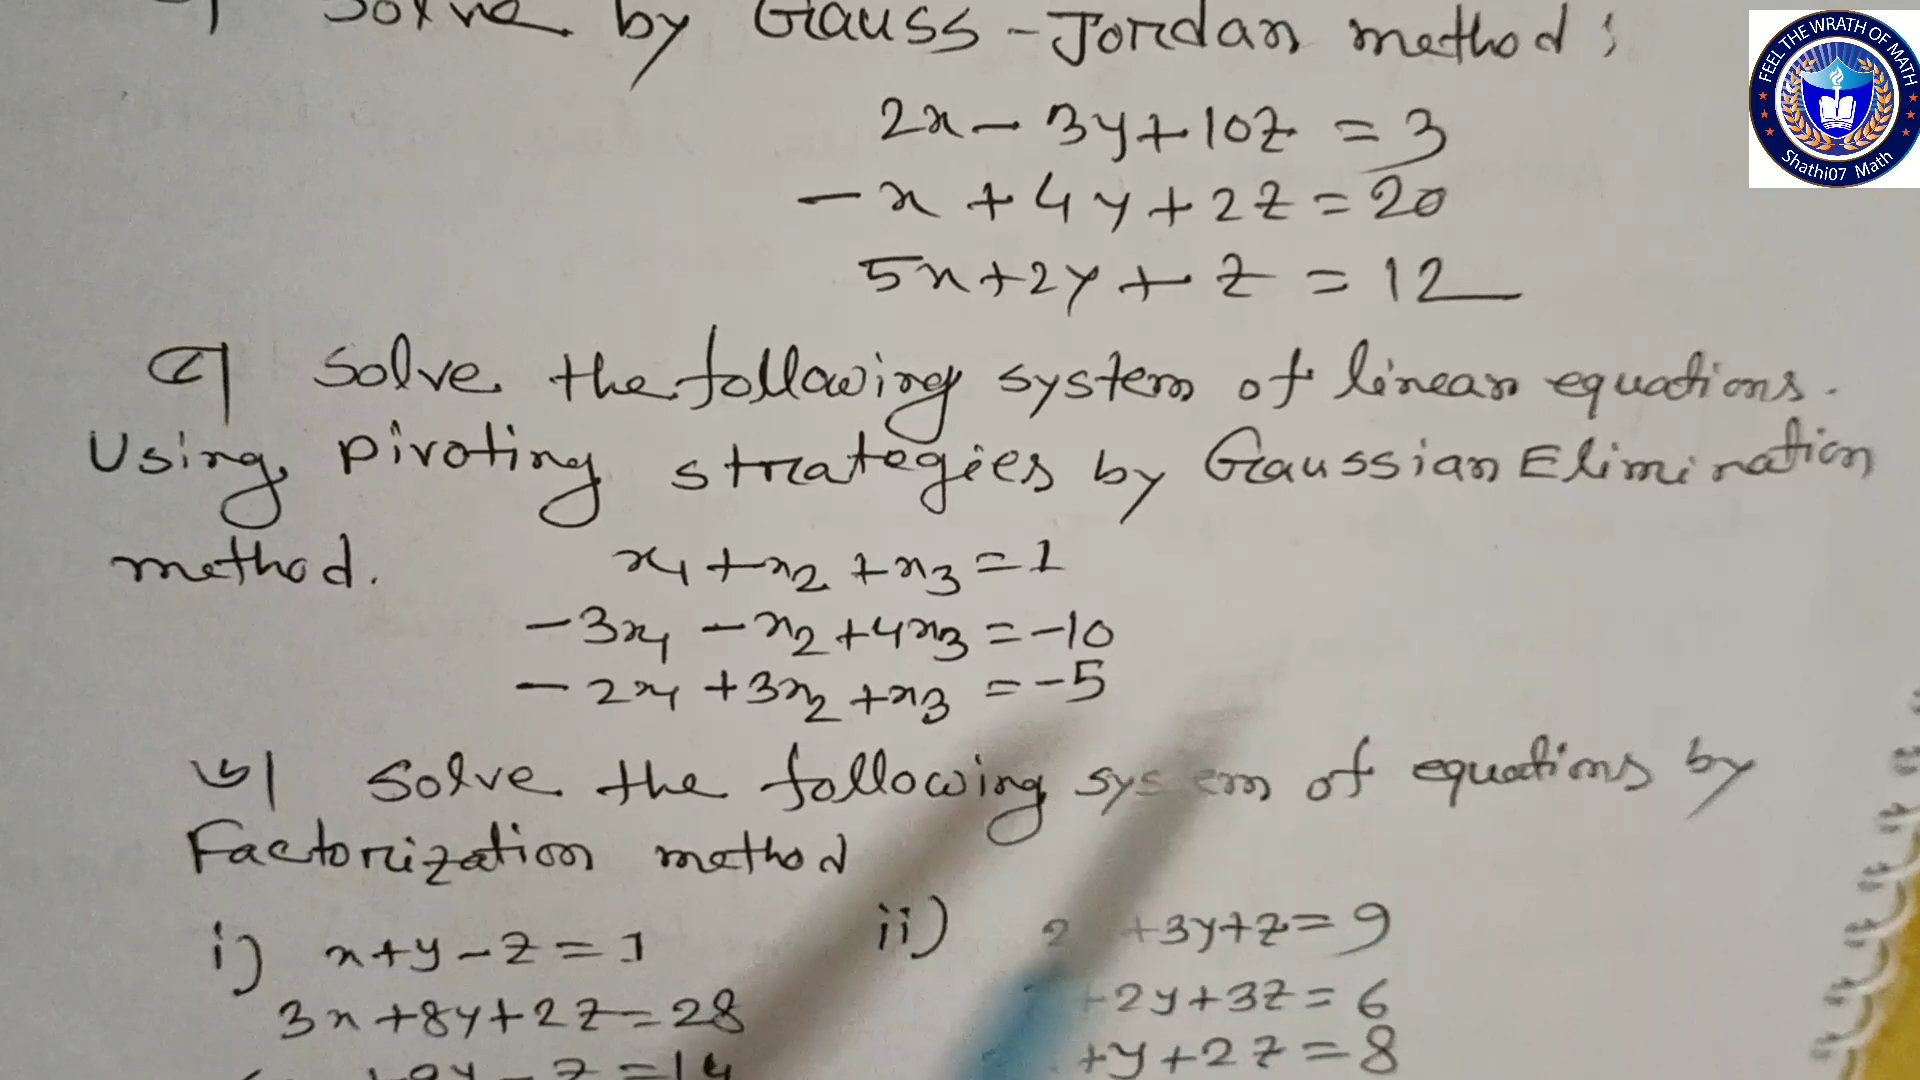 Solve by Gauss-Jordan method:
FEEL THE WRATH OF MATH
Shathi07 Math
2x - 3y + 10z = 3
-x + 4y + 2z = 20
5x + 2y + z = 12
Solve the following system of linear equations.
Using pivoting strategies by Gaussian Elimination
method. x₁ + x₂ + x₃ = 1
-3x₁ - x₂ + 4x₃ = -10
-2x₁ + 3x₂ + x₃ = -5
Solve the following system of equations by
Factorization method
i) x + y - z = 1
ii) 2 + 3y + z = 9
3x + 8y + 2z = 28
+ 2y + 3z = 6
- z = 14
+ y + 2z = 8